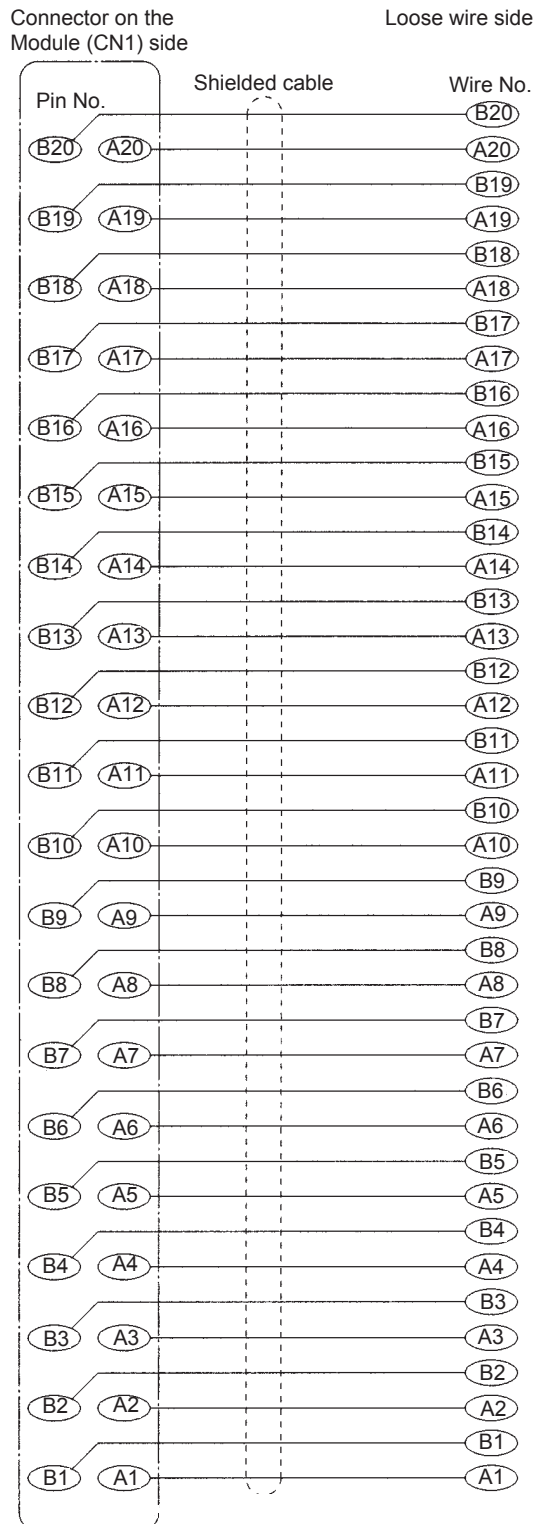 Connector on the Loose wire side
Module (CN1) side
Shielded cable Wire No.
Pin No.
B20
B20 A20 A20
B19
B19 A19 A19
B18
B18 A18 A18
B17
B17 A17 A17
B16
B16 A16 A16
B15
B15 A15 A15
B14
B14 A14 A14
B13
B13 A13 A13
B12
B12 A12 A12
B11
B11 A11 A11
B10
B10 A10 A10
B9
B9 A9 A9
B8
B8 A8 A8
B7
B7 A7 A7
B6
B6 A6 A6
B5
B5 A5 A5
B4
B4 A4 A4
B3
B3 A3 A3
B2
B2 A2 A2
B1
B1 A1 A1